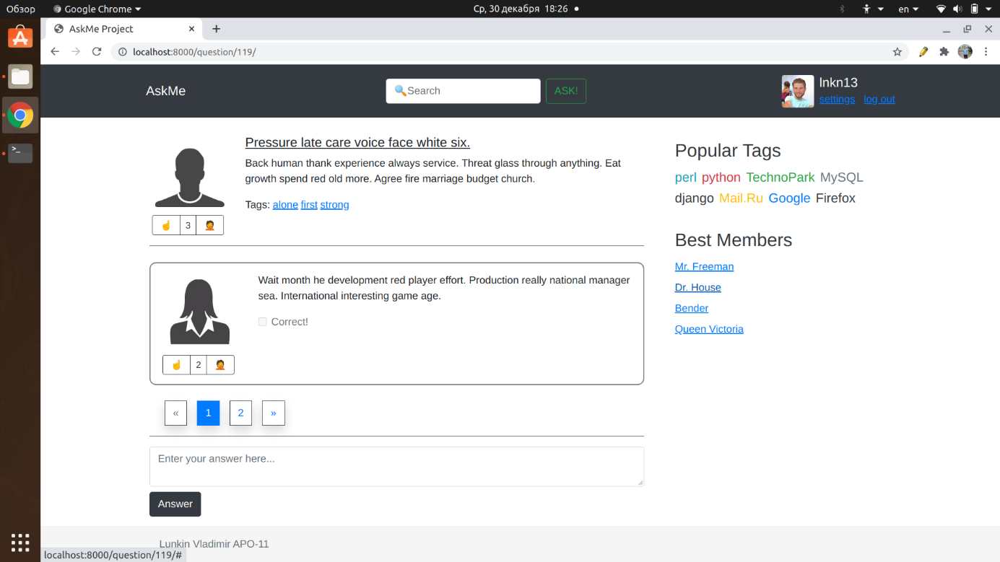 Обзор
Google Chrome
Ср, 30 декабря 18:26
en
AskMe Project
localhost:8000/question/119/
AskMe
Search
ASK!
lnkn13
settings log out
Pressure late care voice face white six.
Back human thank experience always service. Threat glass through anything. Eat
growth spend red old more. Agree fire marriage budget church.
Tags: alone first strong
3
Wait month he development red player effort. Production really national manager
sea. International interesting game age.
Correct!
2
« 1 2 »
Enter your answer here...
Answer
Popular Tags
perl python TechnoPark MySQL
django Mail.Ru Google Firefox
Best Members
Mr. Freeman
Dr. House
Bender
Queen Victoria
Lunkin Vladimir APO-11
localhost:8000/question/119/#